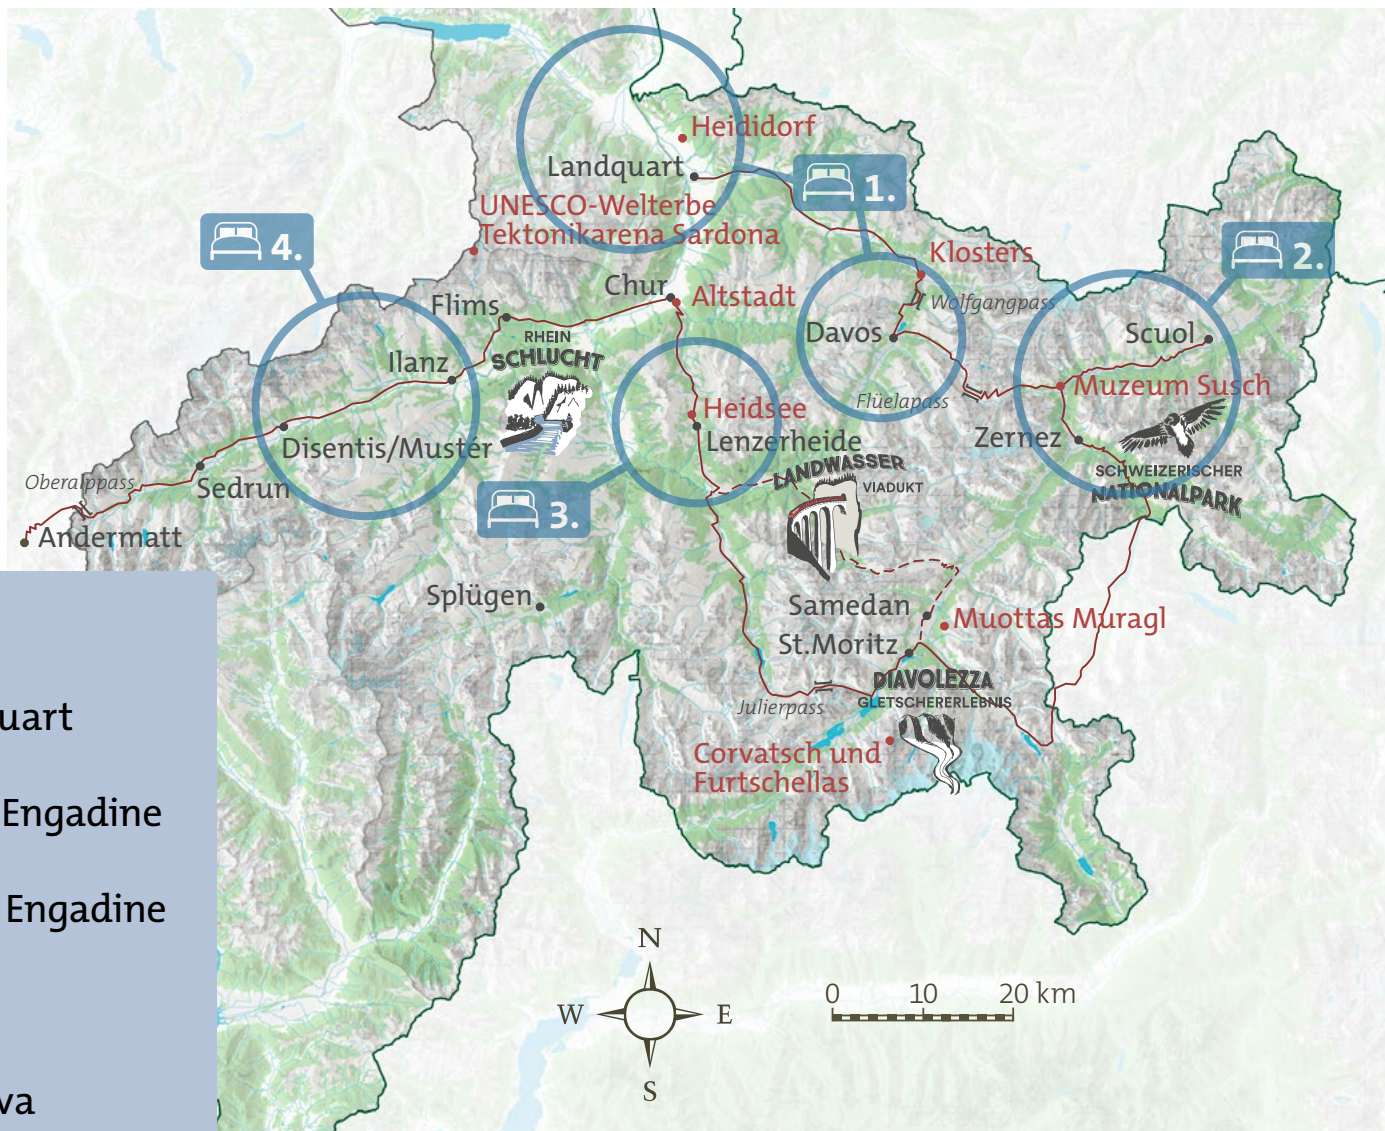 Heididorf
Landquart
1.
UNESCO-Welterbe
Tektonikarena Sardona
4.
2.
Klosters
Chur
Altstadt
Wolfgangpass
Flims
Davos
Scuol
RHEIN
SCHLUCHT
Ilanz
Muzeum Susch
Flüelapass
Heidsee
Lenzerheide
Zernez
Disentis/Muster
LANDWASSER
VIADUKT
SCHWEIZERISCHER
NATIONALPARK
Oberalppass
Sedrun
3.
Andermatt
Splügen
Samedan
Muottas Muragl
St.Moritz
DIAVOLEZZA
GLETSCHERERLEBNIS
Julierpass
Corvatsch und
Furtschellas
uart
Engadine
Engadine
va
N
W
E
S
0 10 20 km